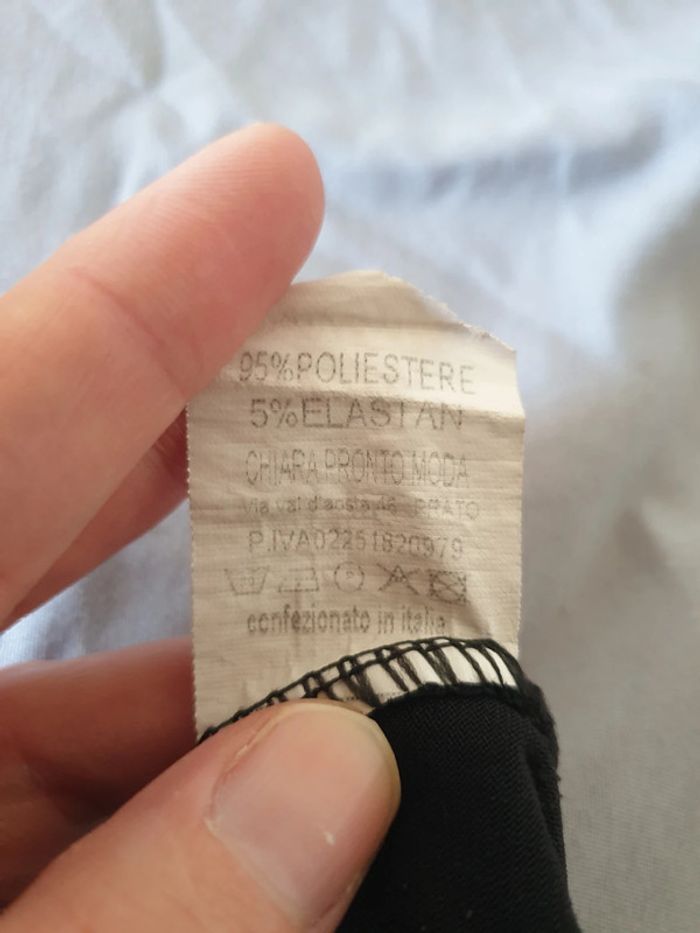 95%POLIESTERE
5%ELASTAN
CHIARA PRONTO MODA
Via val d'aosta PRATO
P.IVA02251820979
confezionato in italia